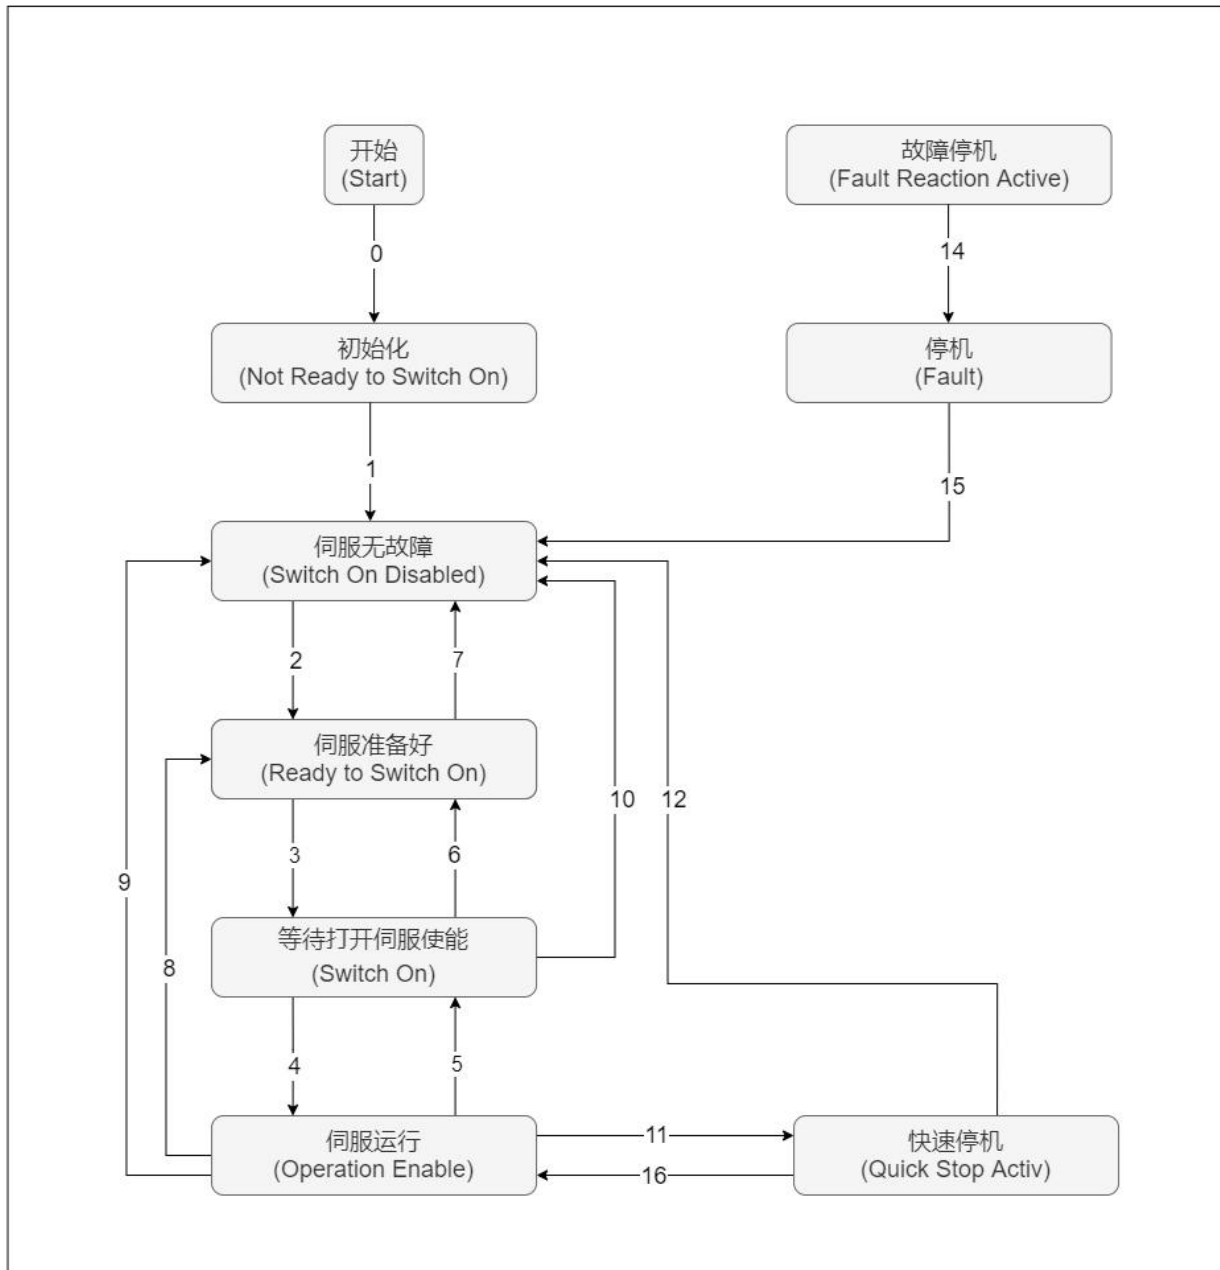 开始
(Start)
故障停机
(Fault Reaction Active)
0
14
初始化
(Not Ready to Switch On)
停机
(Fault)
1
15
伺服无故障
(Switch On Disabled)
2
7
伺服准备好
(Ready to Switch On)
10
12
3
6
9
等待打开伺服使能
(Switch On)
8
4
5
伺服运行
(Operation Enable)
11
16
快速停机
(Quick Stop Activ)